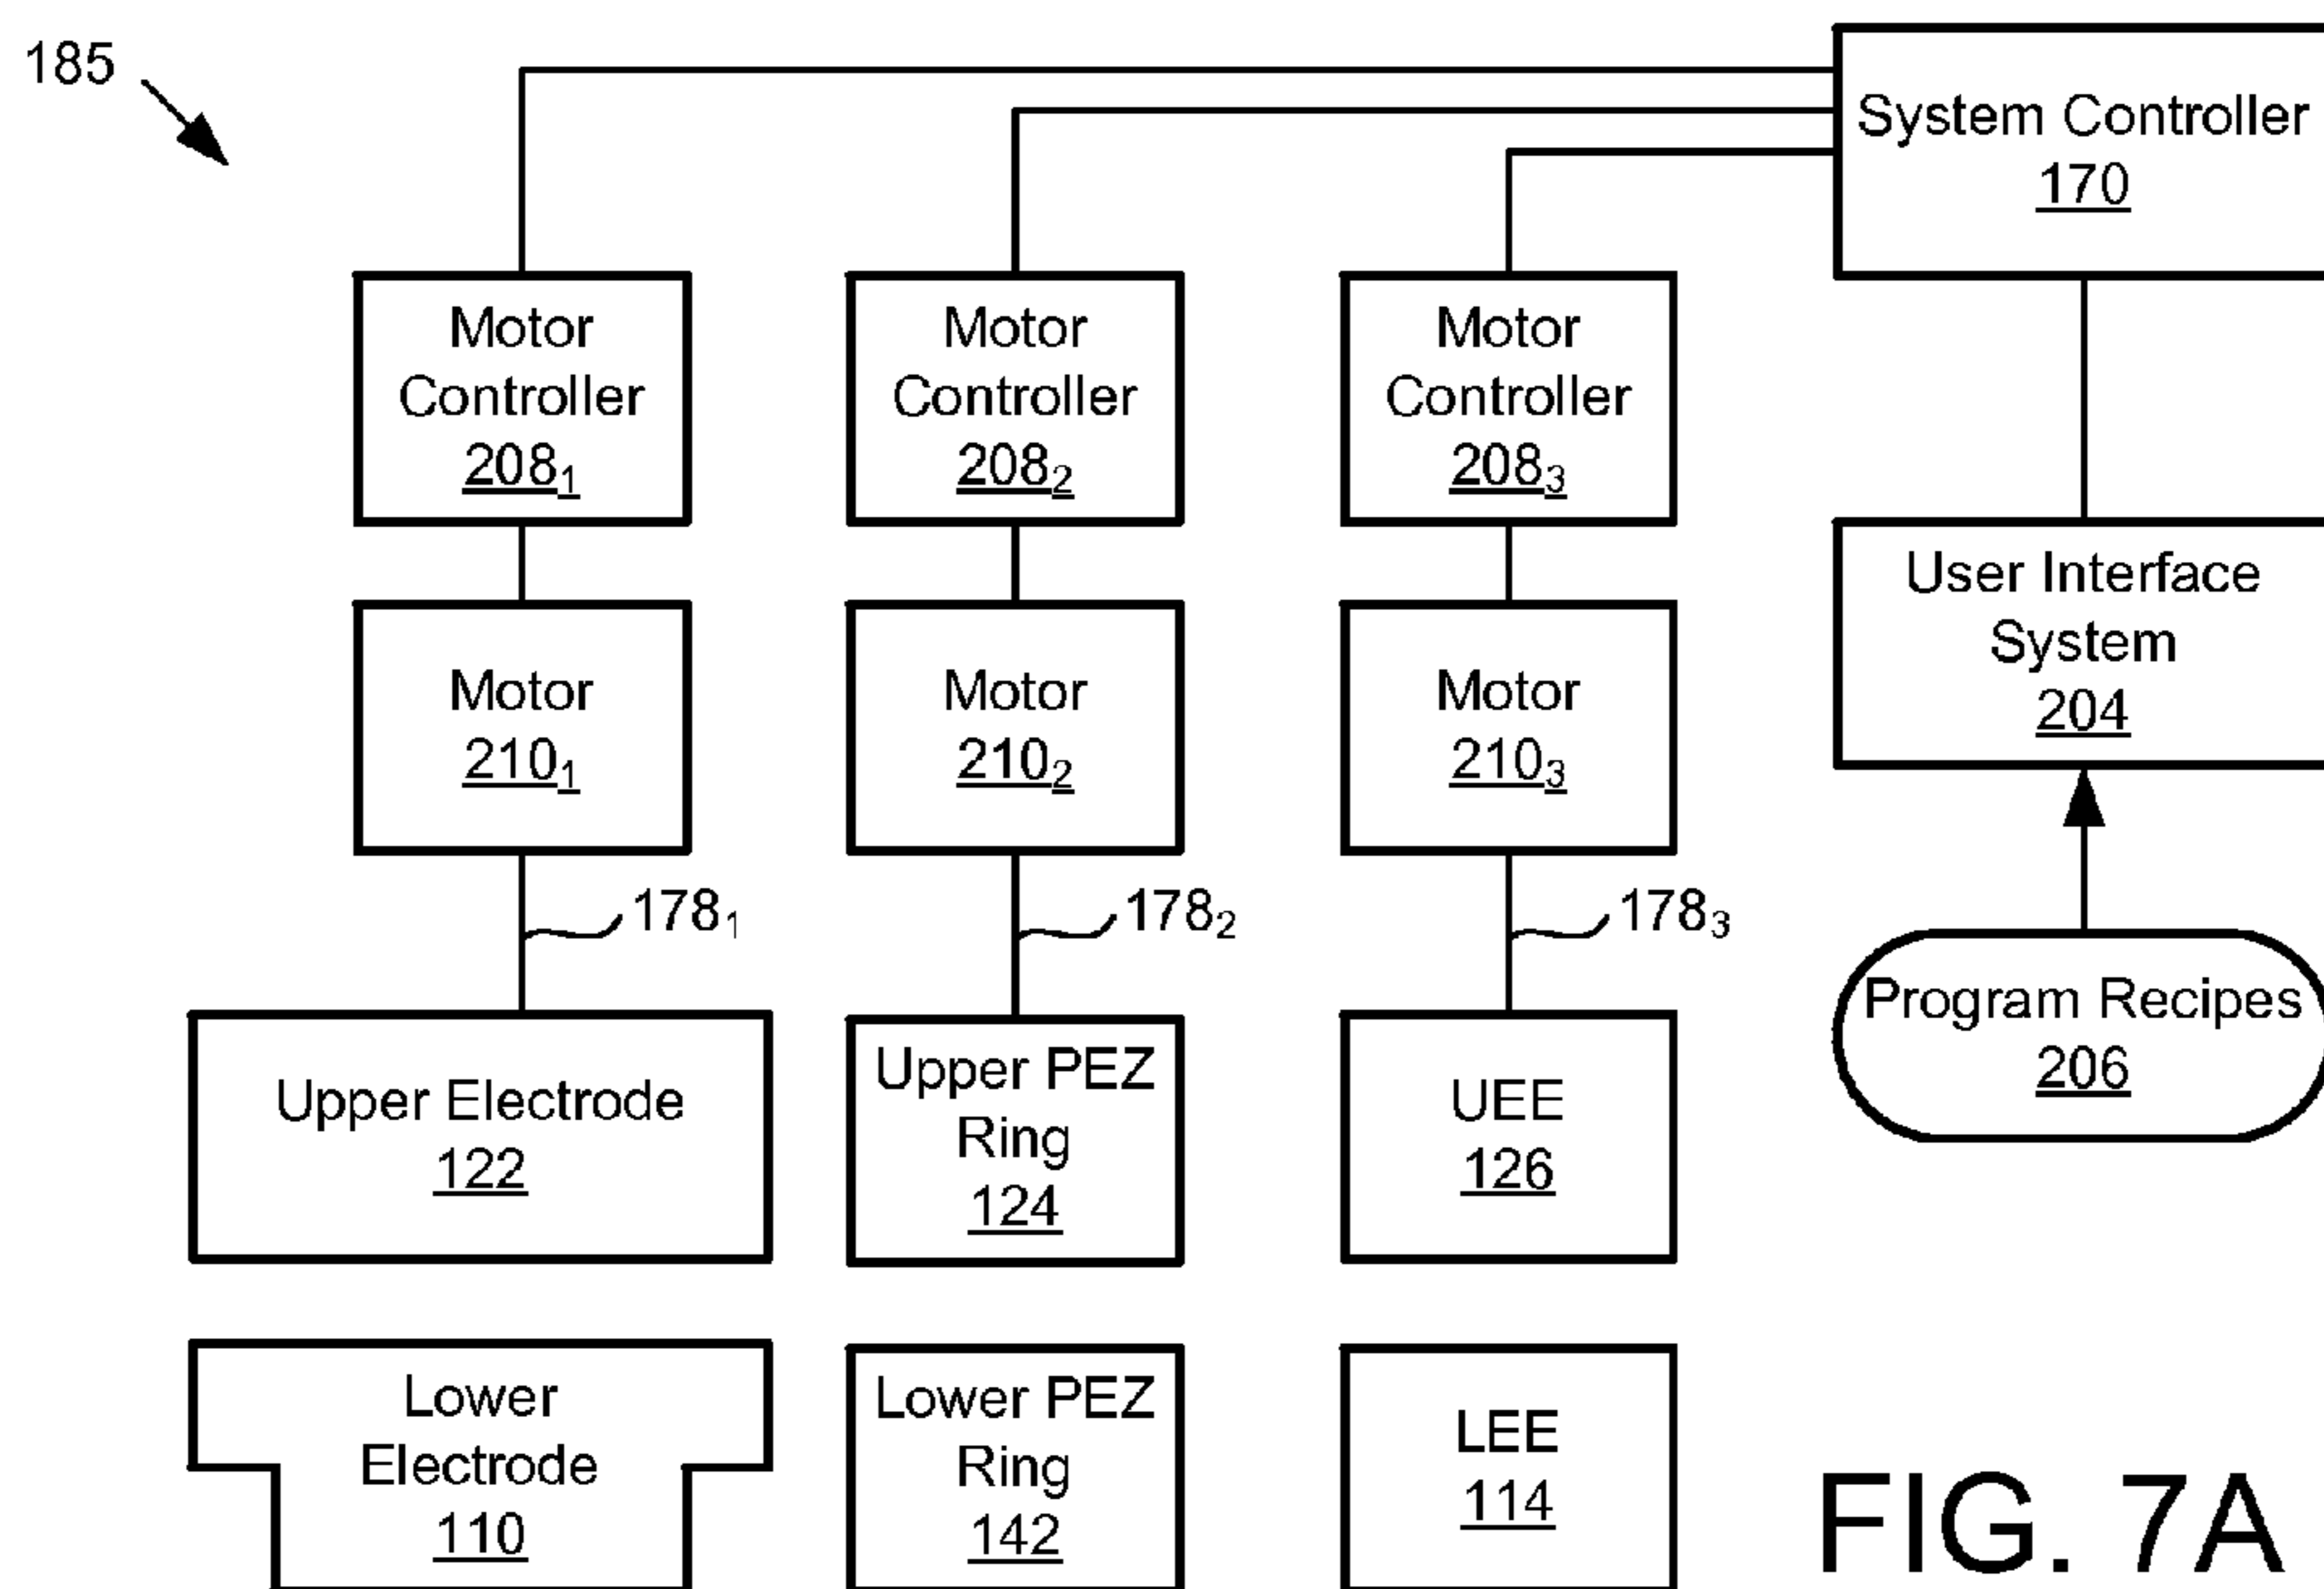 185
System Controller
170
Motor
Controller
208₁
Motor
Controller
208₂
Motor
Controller
208₃
User Interface
System
204
Motor
210₁
Motor
210₂
Motor
210₃
178₁
178₂
178₃
Program Recipes
206
Upper Electrode
122
Upper PEZ
Ring
124
UEE
126
Lower
Electrode
110
Lower PEZ
Ring
142
LEE
114
FIG. 7A